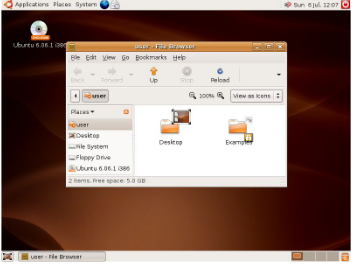 Applications Places System
Sun 6 Jul, 12:07
Ubuntu 6.06.1 i386
user - File Browser
File Edit View Go Bookmarks Help
Back Forward Up Stop Reload
user 100% View as Icons
Places
user
Desktop
File System
Floppy Drive
Ubuntu 6.06.1 i386
Desktop
Examples
2 items, Free space: 5.0 GB
user - File Browser